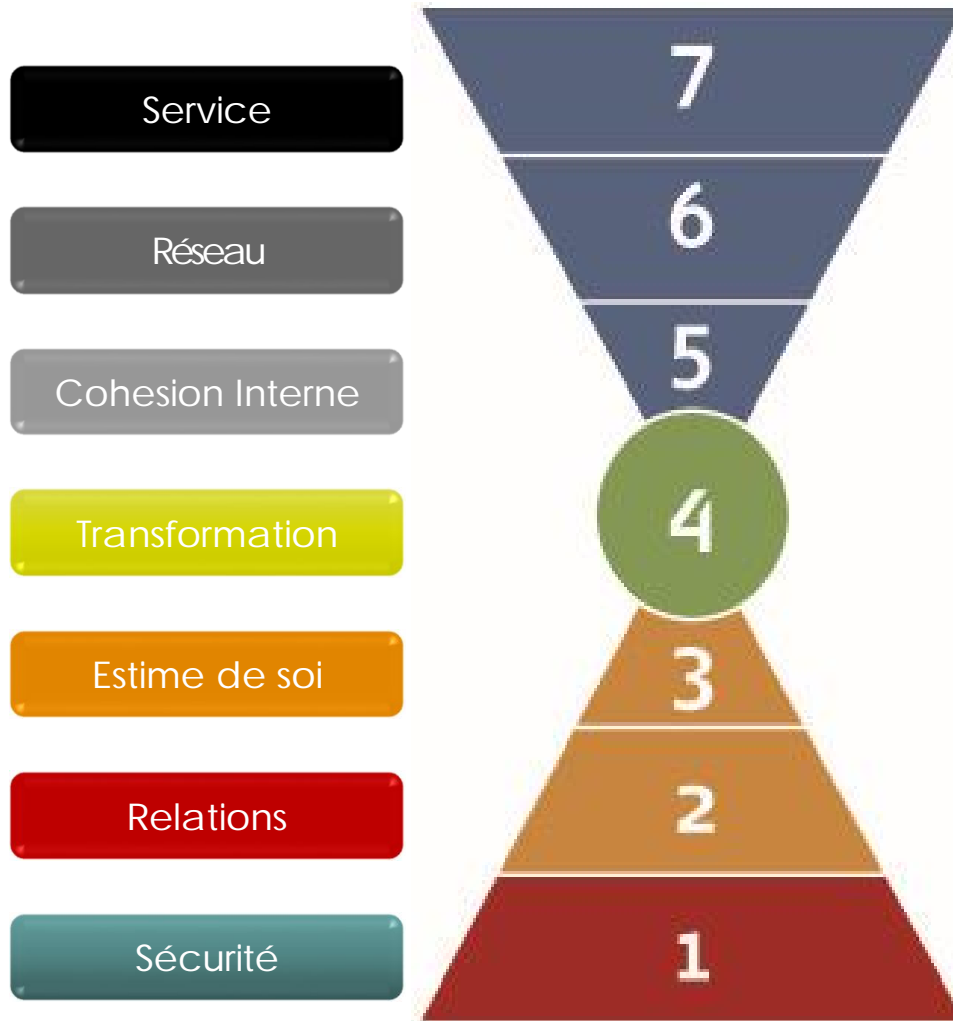 Service
7
Réseau
6
Cohesion Interne
5
Transformation
4
Estime de soi
3
Relations
2
Sécurité
1